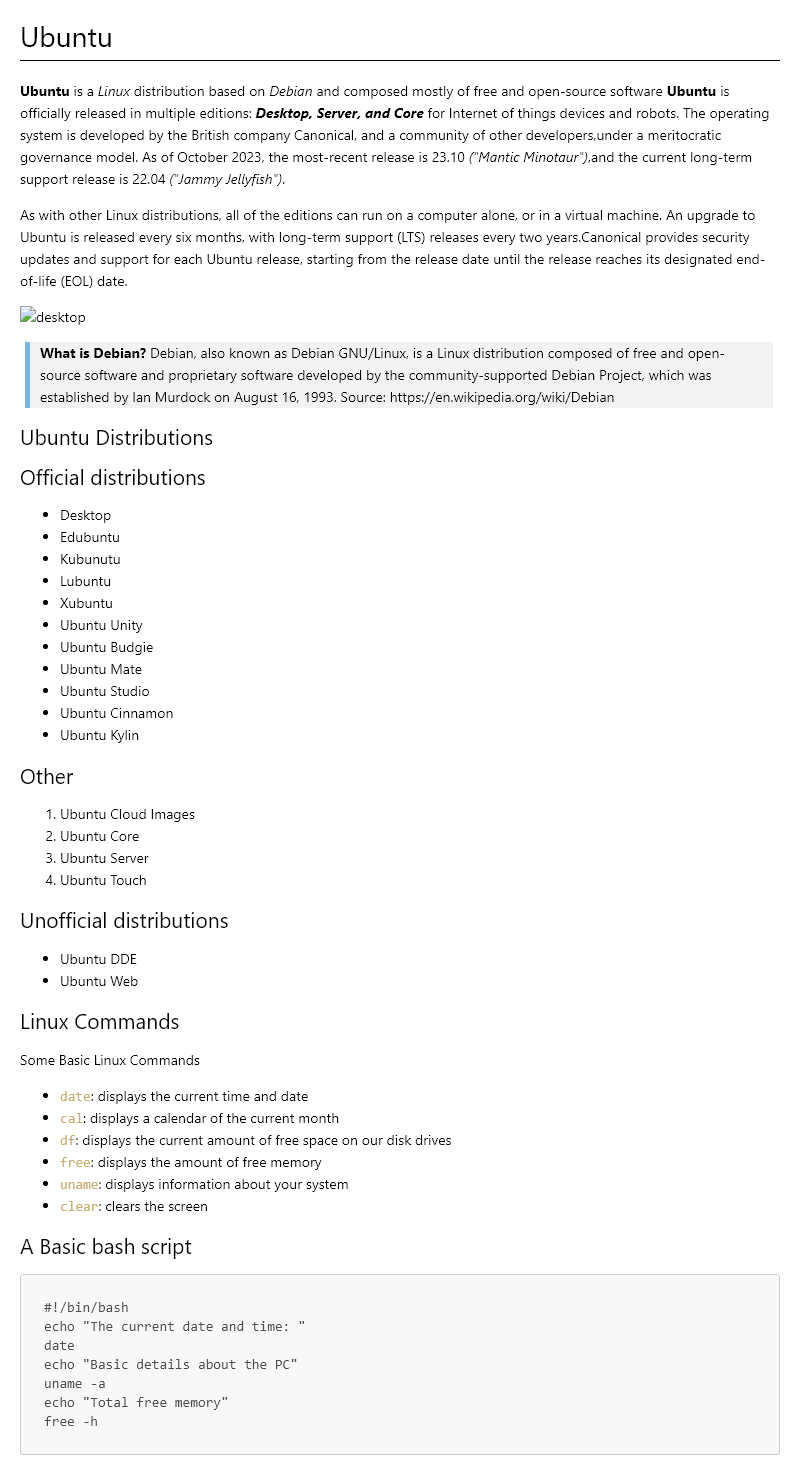 Ubuntu
Ubuntu is a Linux distribution based on Debian and composed mostly of free and open-source software Ubuntu is
officially released in multiple editions: Desktop, Server, and Core for Internet of things devices and robots. The operating
system is developed by the British company Canonical, and a community of other developers,under a meritocratic
governance model. As of October 2023, the most-recent release is 23.10 ("Mantic Minotaur"),and the current long-term
support release is 22.04 ("Jammy Jellyfish").
As with other Linux distributions, all of the editions can run on a computer alone, or in a virtual machine. An upgrade to
Ubuntu is released every six months, with long-term support (LTS) releases every two years.Canonical provides security
updates and support for each Ubuntu release, starting from the release date until the release reaches its designated end-
of-life (EOL) date.
desktop
What is Debian? Debian, also known as Debian GNU/Linux, is a Linux distribution composed of free and open-
source software and proprietary software developed by the community-supported Debian Project, which was
established by Ian Murdock on August 16, 1993. Source: https://en.wikipedia.org/wiki/Debian
Ubuntu Distributions
Official distributions
• Desktop
• Edubuntu
• Kubunutu
• Lubuntu
• Xubuntu
• Ubuntu Unity
• Ubuntu Budgie
• Ubuntu Mate
• Ubuntu Studio
• Ubuntu Cinnamon
• Ubuntu Kylin
Other
1. Ubuntu Cloud Images
2. Ubuntu Core
3. Ubuntu Server
4. Ubuntu Touch
Unofficial distributions
• Ubuntu DDE
• Ubuntu Web
Linux Commands
Some Basic Linux Commands
• date: displays the current time and date
• cal: displays a calendar of the current month
• df: displays the current amount of free space on our disk drives
• free: displays the amount of free memory
• uname: displays information about your system
• clear: clears the screen
A Basic bash script
#!/bin/bash
echo "The current date and time: "
date
echo "Basic details about the PC"
uname -a
echo "Total free memory"
free -h